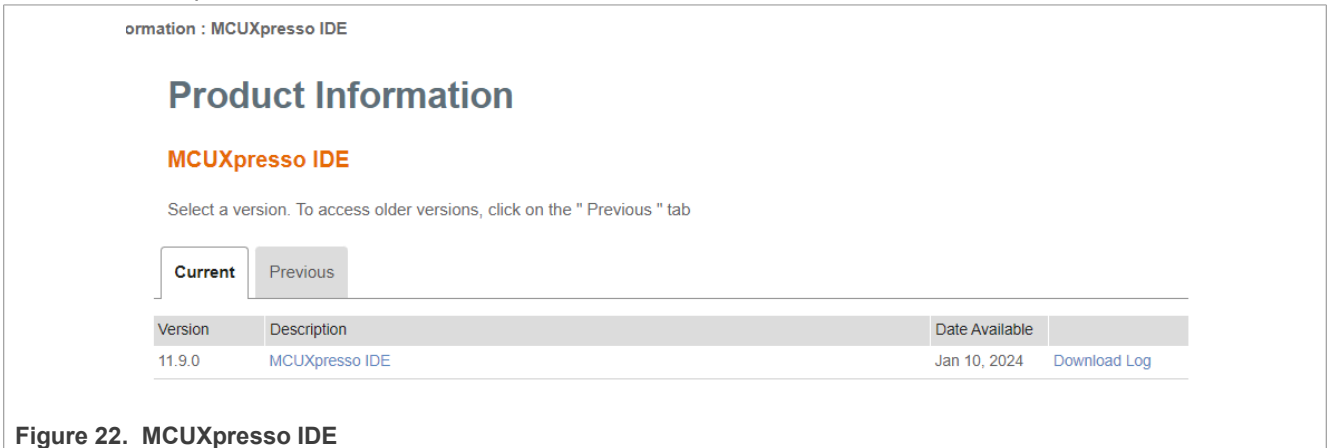 ormation : MCUXpresso IDE
Product Information
MCUXpresso IDE
Select a version. To access older versions, click on the " Previous " tab
Current Previous
Version Description Date Available
11.9.0 MCUXpresso IDE Jan 10, 2024 Download Log
Figure 22. MCUXpresso IDE